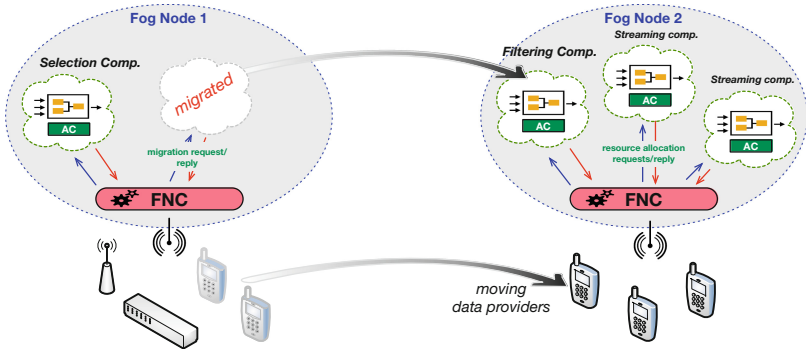 Fog Node 1
Selection Comp.
AC
migrated
migration request/
reply
FNC
Fog Node 2
Filtering Comp.
AC
Streaming comp.
AC
Streaming comp.
AC
resource allocation
requests/reply
FNC
moving
data providers